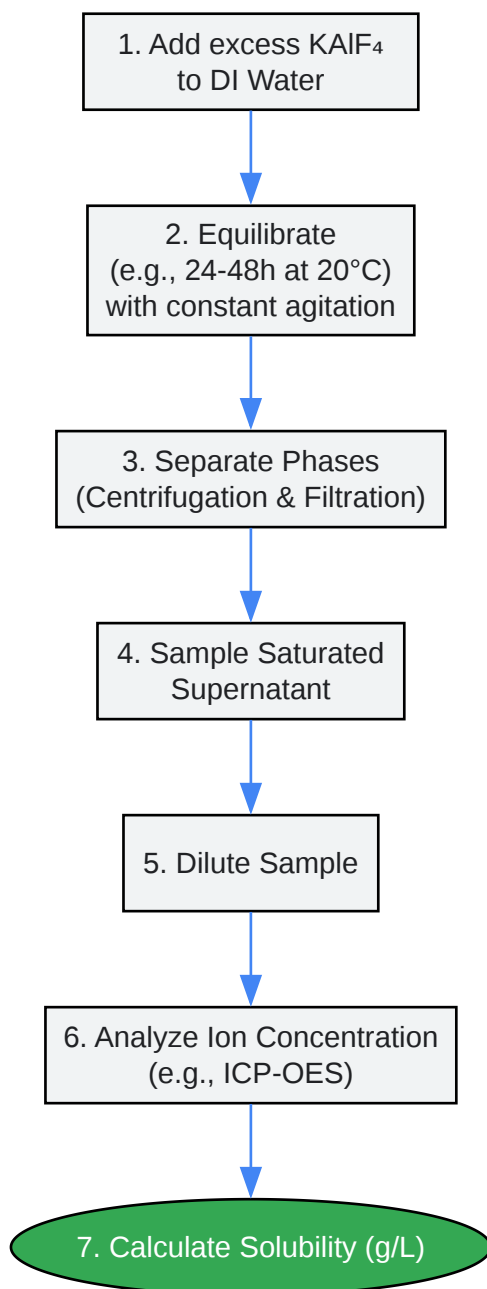 1. Add excess KAlF₄
to DI Water
2. Equilibrate
(e.g., 24-48h at 20°C)
with constant agitation
3. Separate Phases
(Centrifugation & Filtration)
4. Sample Saturated
Supernatant
5. Dilute Sample
6. Analyze Ion Concentration
(e.g., ICP-OES)
7. Calculate Solubility (g/L)